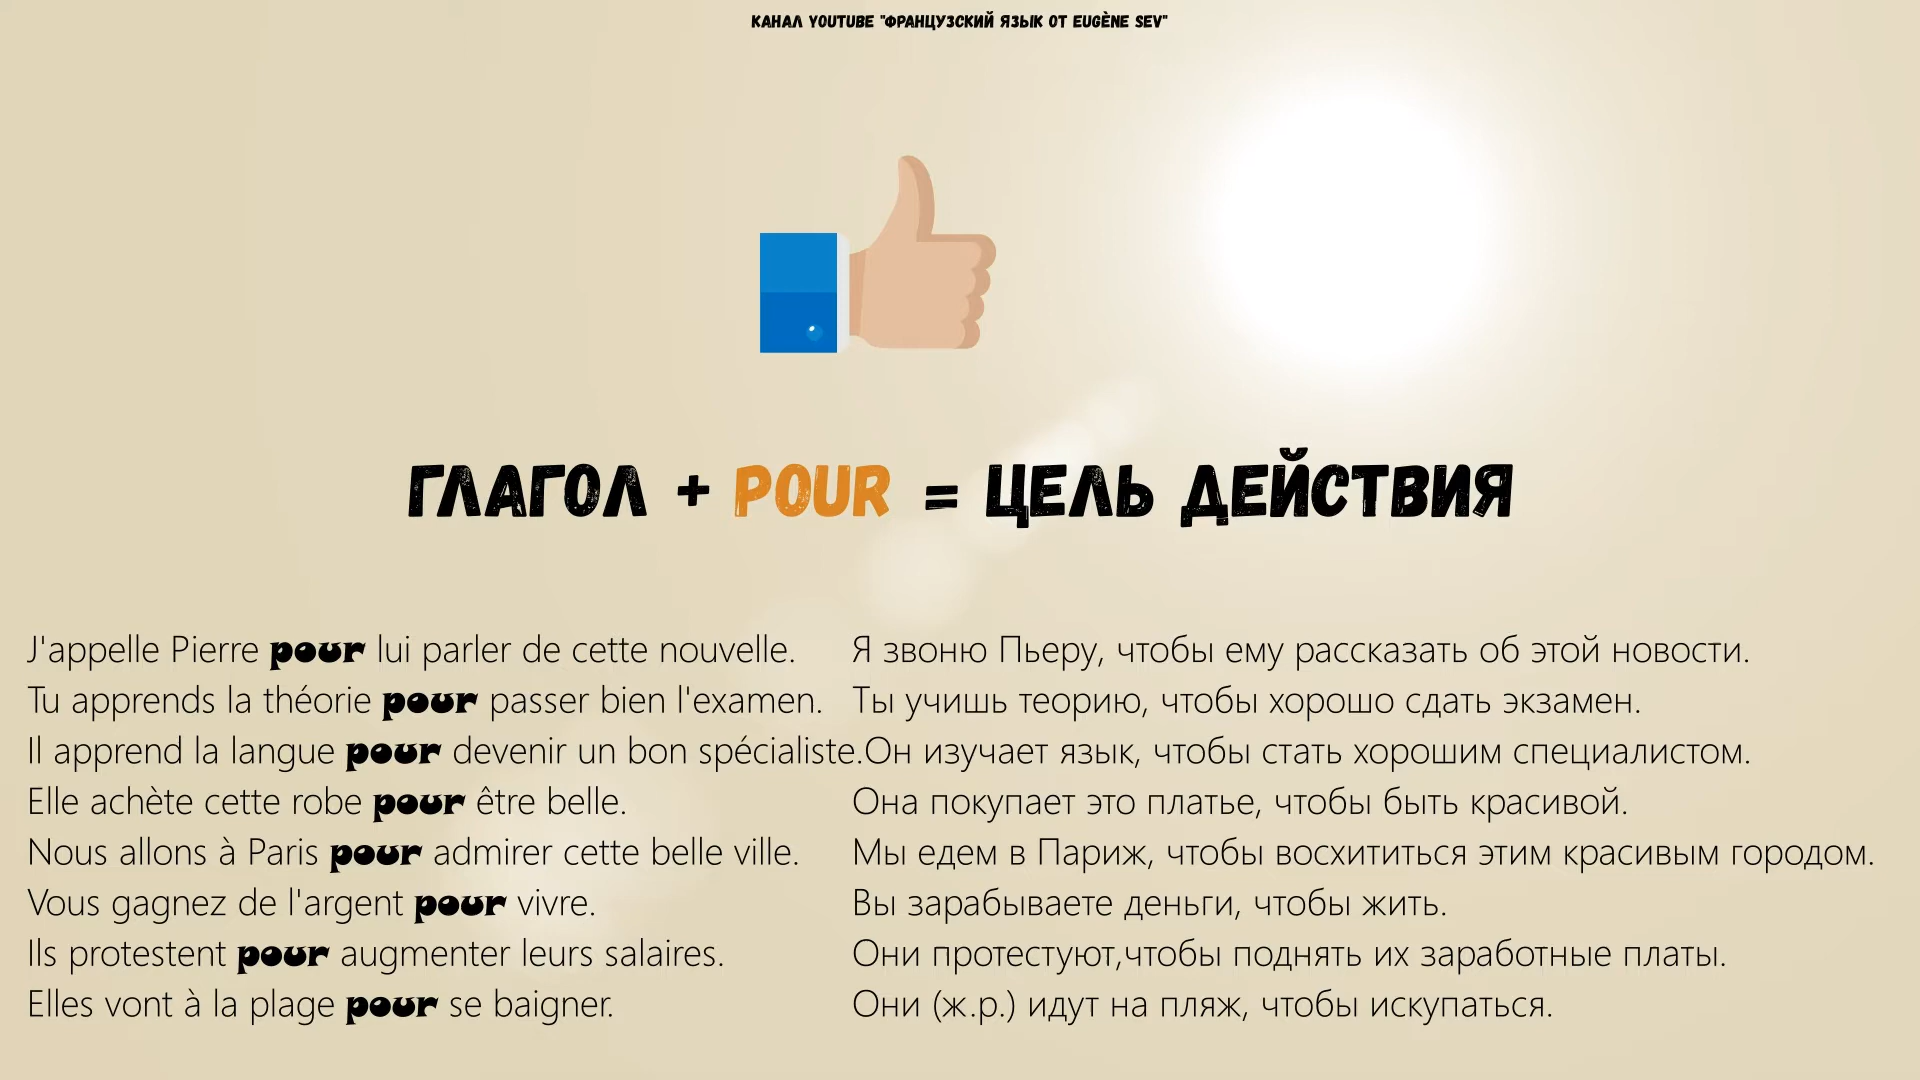 КАНАЛ YOUTUBE "ФРАНЦУЗСКИЙ ЯЗЫК ОТ EUGÈNE SEV"
ГЛАГОЛ + POUR = ЦЕЛЬ ДЕЙСТВИЯ
J'appelle Pierre pour lui parler de cette nouvelle. Я звоню Пьеру, чтобы ему рассказать об этой новости.
Tu apprends la théorie pour passer bien l'examen. Ты учишь теорию, чтобы хорошо сдать экзамен.
Il apprend la langue pour devenir un bon spécialiste.Он изучает язык, чтобы стать хорошим специалистом.
Elle achète cette robe pour être belle. Она покупает это платье, чтобы быть красивой.
Nous allons à Paris pour admirer cette belle ville. Мы едем в Париж, чтобы восхититься этим красивым городом.
Vous gagnez de l'argent pour vivre. Вы зарабываете деньги, чтобы жить.
Ils protestent pour augmenter leurs salaires. Они протестуют,чтобы поднять их заработные платы.
Elles vont à la plage pour se baigner. Они (ж.р.) идут на пляж, чтобы искупаться.